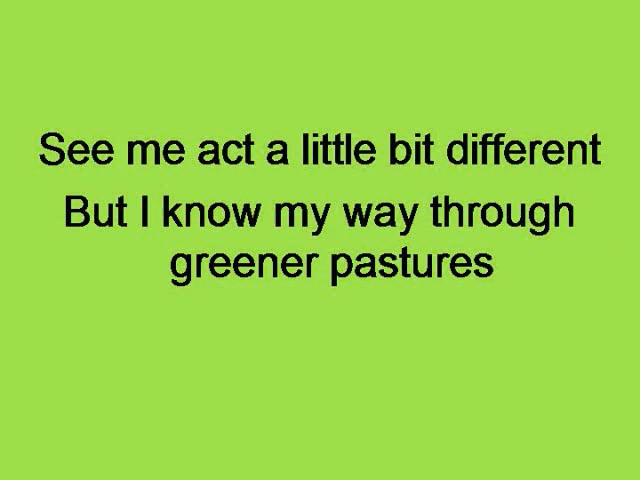 See me act a little bit different
But I know my way through
greener pastures